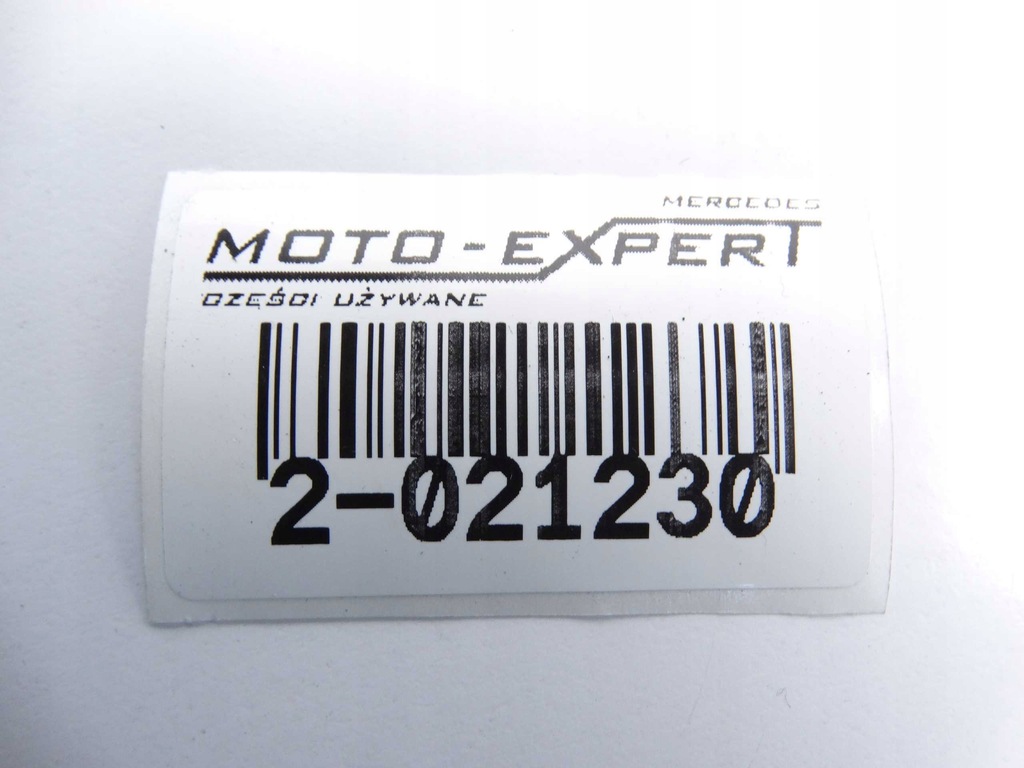 MERCEDES
MOTO-EXPERT
CZĘŚCI UŻYWANE
2-021230